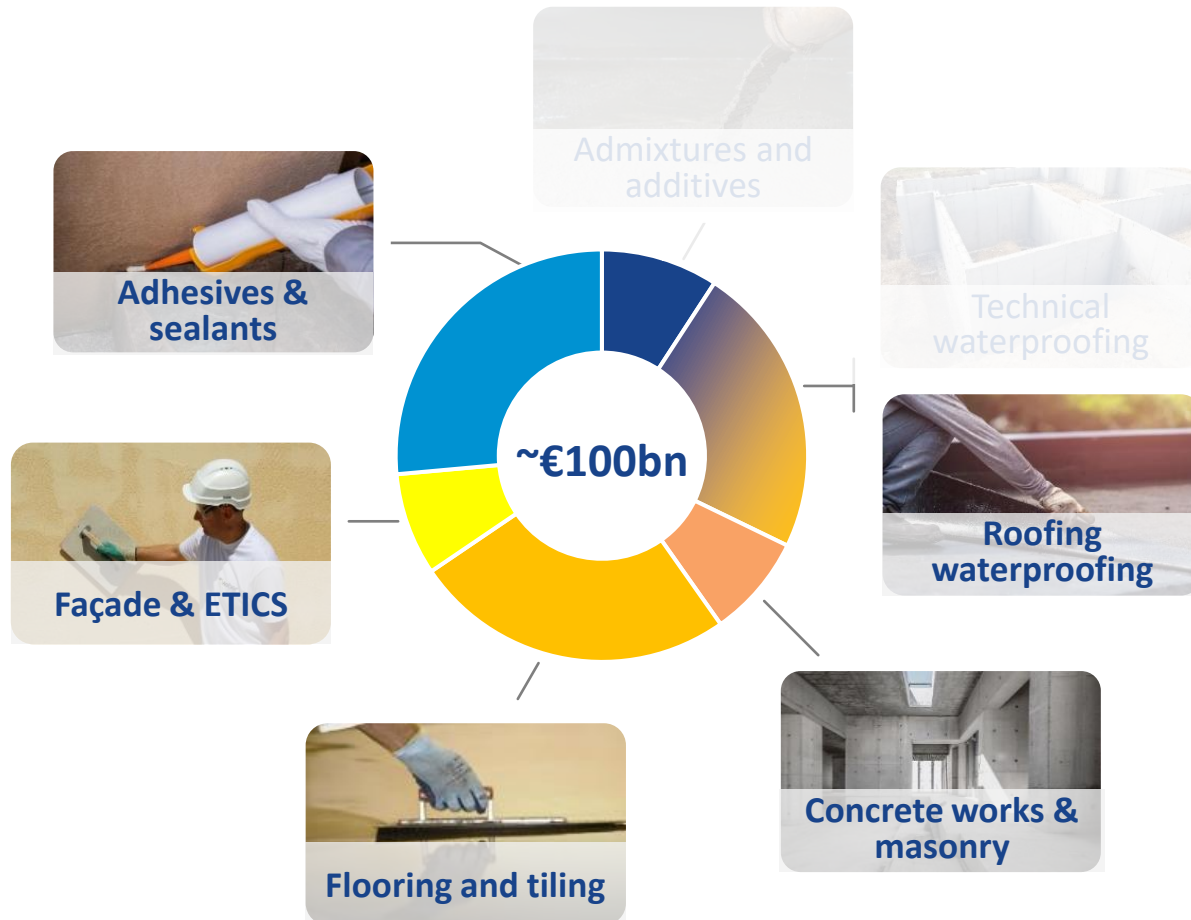 Admixtures and
additives
Adhesives &
sealants
Technical
waterproofing
~€100bn
Roofing
waterproofing
Façade & ETICS
Concrete works &
masonry
Flooring and tiling